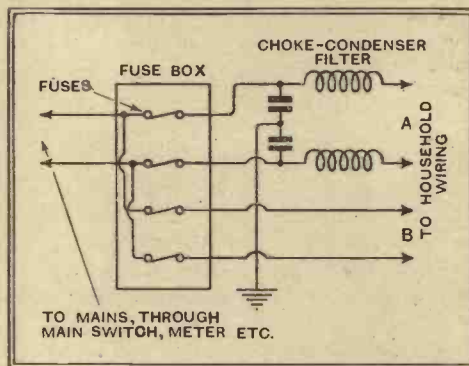 CHOKE-CONDENSER
FILTER
FUSE BOX
FUSES
A
TO HOUSEHOLD
WIRING
B
TO MAINS, THROUGH
MAIN SWITCH, METER ETC.